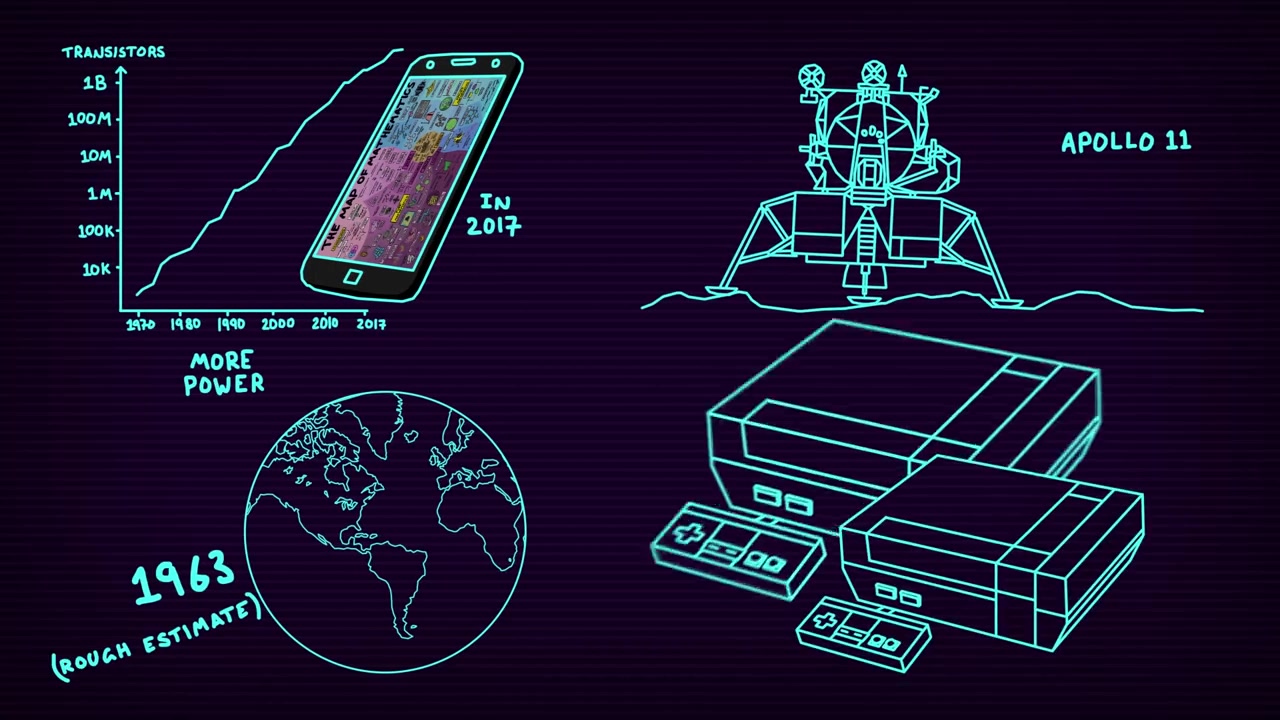 TRANSISTORS
1B
100M
10M
1M
100K
10K
1970 1980 1990 2000 2010 2017
MORE
POWER
THE MAP OF MATHEMATICS
IN
2017
APOLLO 11
1963
(ROUGH ESTIMATE)